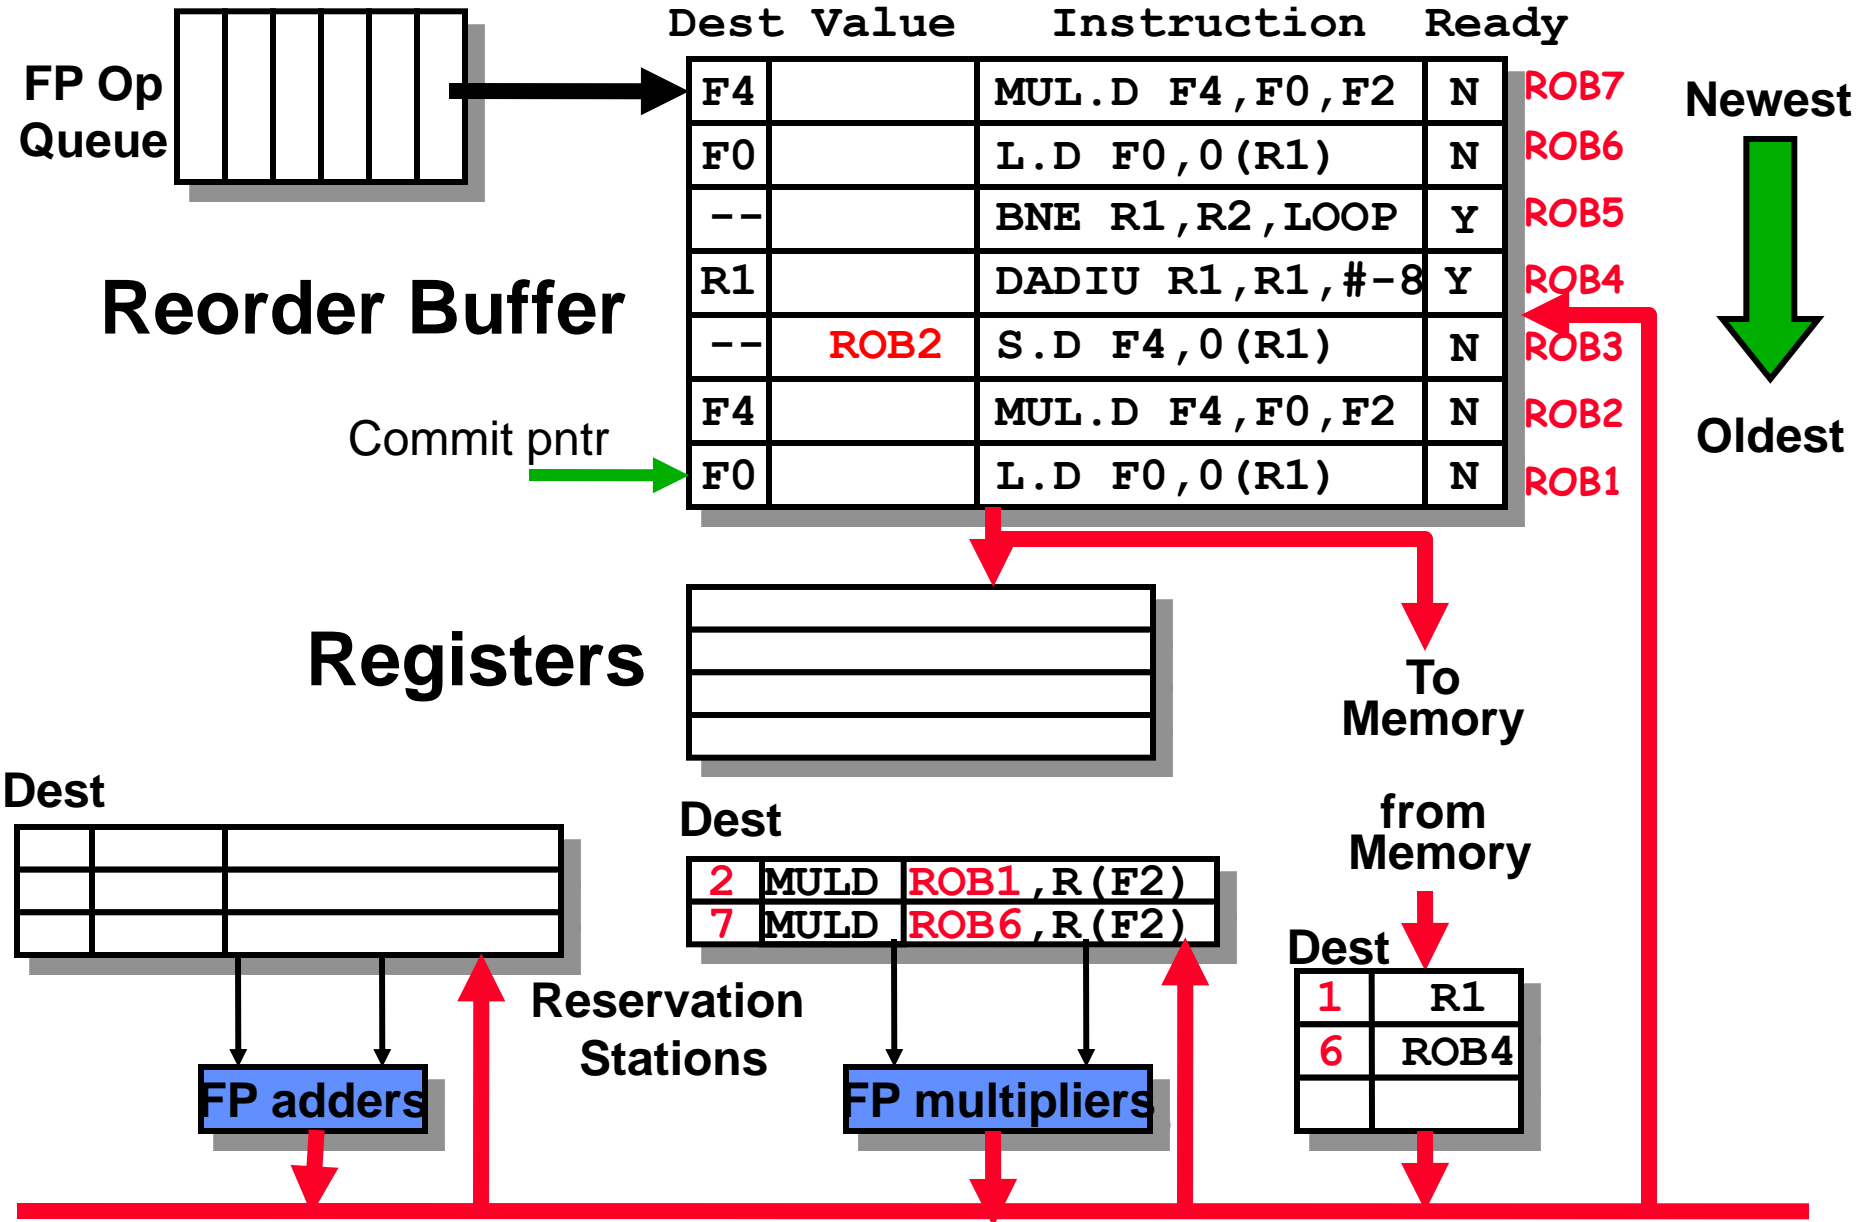 Dest Value Instruction Ready
FP Op
Queue
F4 MUL.D F4,F0,F2 N ROB7
F0 L.D F0,0(R1) N ROB6
-- BNE R1,R2,LOOP Y ROB5
R1 DADIU R1,R1,#-8 Y ROB4
-- ROB2 S.D F4,0(R1) N ROB3
F4 MUL.D F4,F0,F2 N ROB2
F0 L.D F0,0(R1) N ROB1
Newest
Oldest
Reorder Buffer
Commit pntr
Registers
To
Memory
from
Memory
Dest
Dest
2 MULD ROB1,R(F2)
7 MULD ROB6,R(F2)
Dest
1 R1
6 ROB4
Reservation
Stations
FP adders
FP multipliers